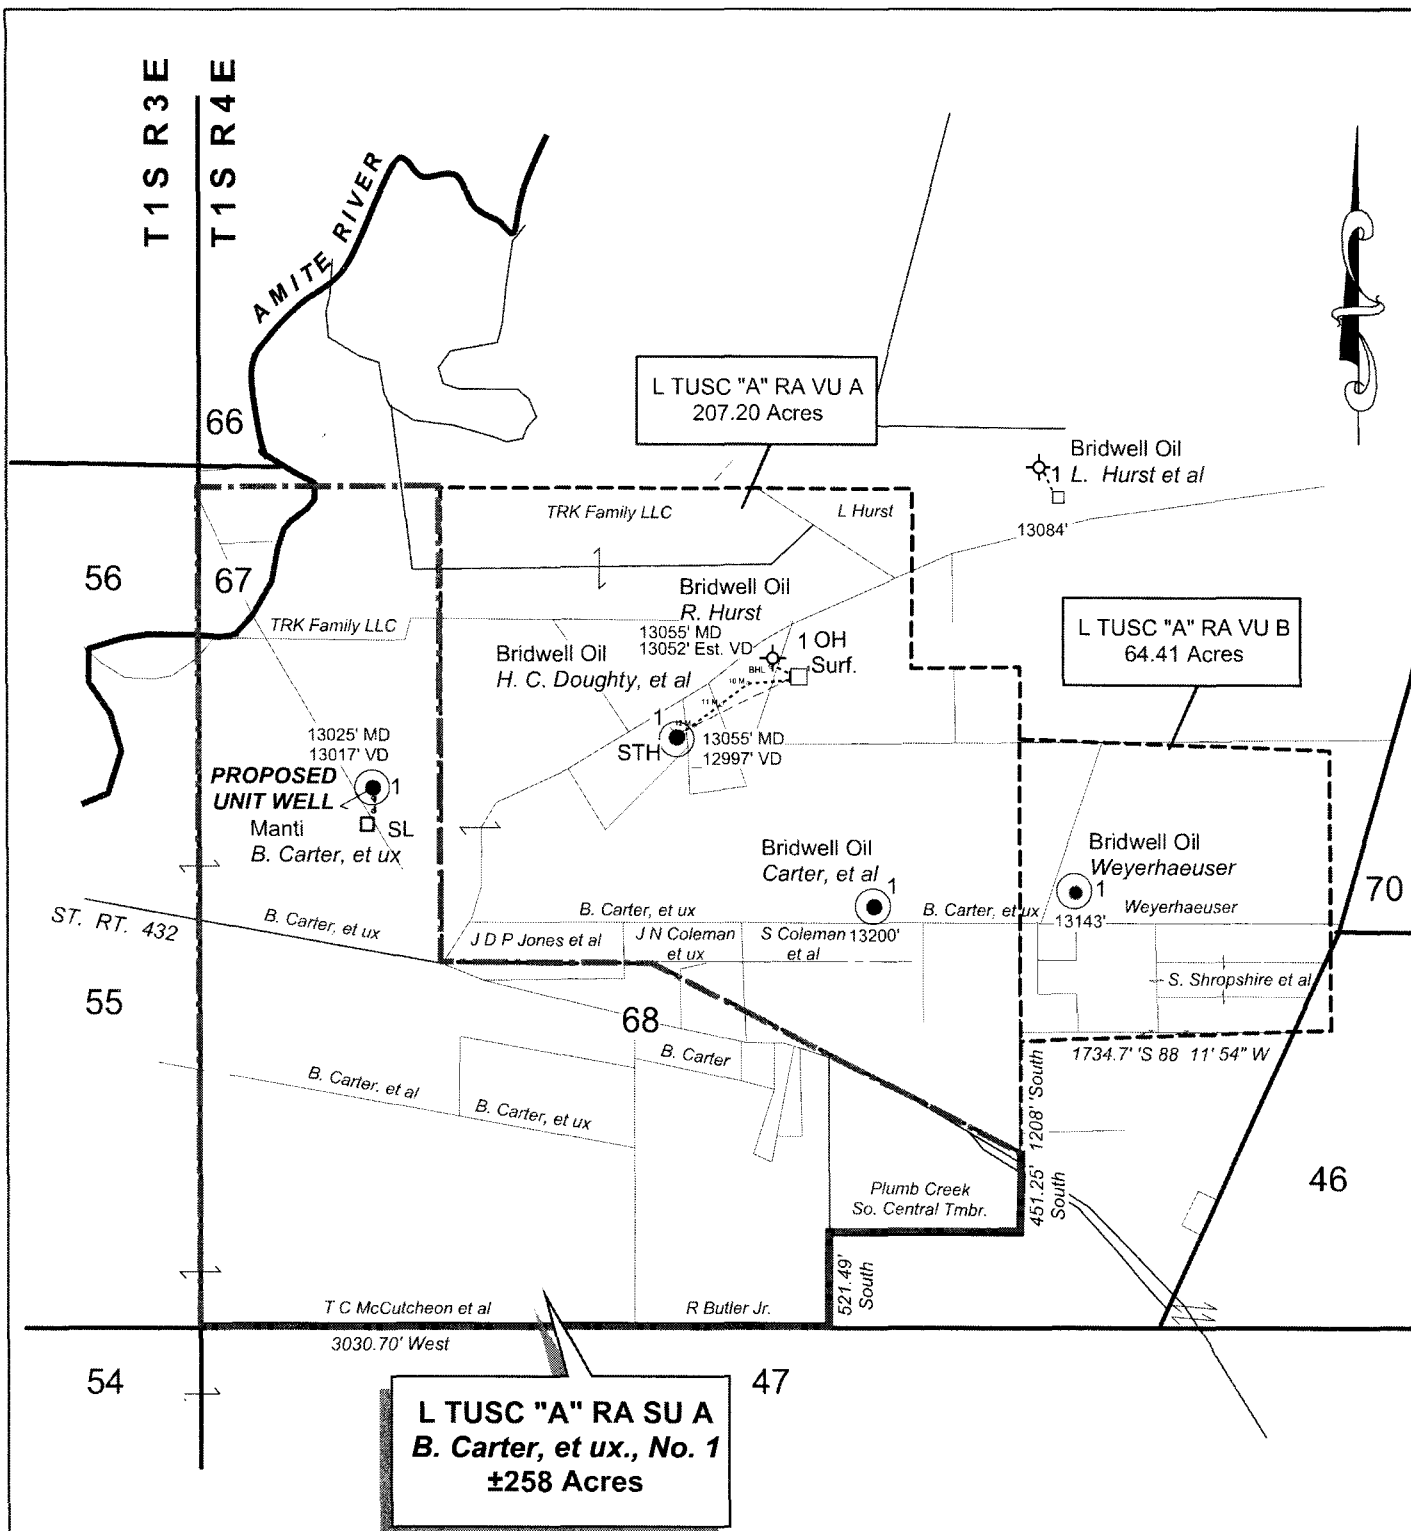 T1S R3E
T1S R4E
AMITE RIVER
66
L TUSC "A" RA VU A
207.20 Acres
Bridwell Oil
1 L. Hurst et al
13084'
TRK Family LLC
L Hurst
56
67
TRK Family LLC
Bridwell Oil
R. Hurst
13055' MD
13052' Est. VD
1 OH
Surf.
BHL
10 M
11 M
12 M
Bridwell Oil
H. C. Doughty, et al
1
STH
13055' MD
12997' VD
L TUSC "A" RA VU B
64.41 Acres
13025' MD
13017' VD
PROPOSED
UNIT WELL
1
Manti
SL
B. Carter, et ux
Bridwell Oil
Carter, et al
1
13200'
Bridwell Oil
Weyerhaeuser
1
13143'
70
ST. RT. 432
B. Carter, et ux
B. Carter, et ux
B. Carter, et ux
Weyerhaeuser
J D P Jones et al
J N Coleman
et ux
S Coleman
et al
S. Shropshire et al
55
68
B. Carter
1734.7' 'S 88 11' 54" W
1208' 'South
B. Carter. et al
B. Carter, et ux
451.25'
South
46
Plumb Creek
So. Central Tmbr.
521.49'
South
T C McCutcheon et al
R Butler Jr.
3030.70' West
54
47
L TUSC "A" RA SU A
B. Carter, et ux., No. 1
±258 Acres